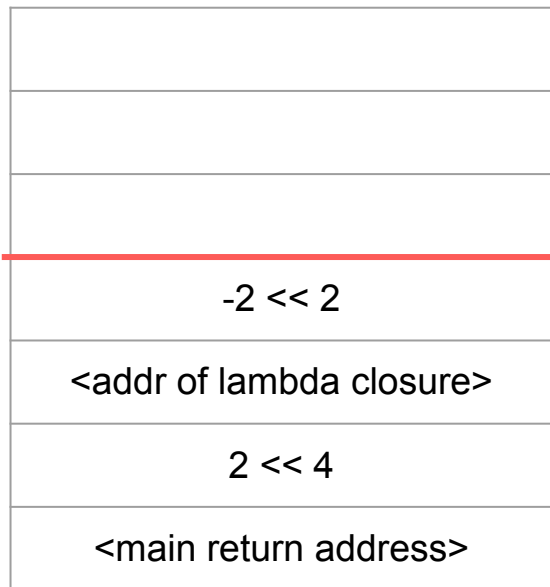 -2 << 2
<addr of lambda closure>
2 << 4
<main return address>